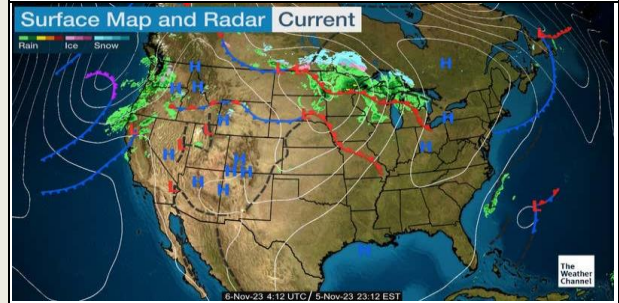 Surface Map and Radar Current
Rain Ice Snow
H
L
H
H
H
H
L
H
L
L
H
L
H
L
H
H
H
H
H
H
L
H
L
H
The
Weather
Channel
6-Nov-23 4:12 UTC / 5-Nov-23 23:12 EST